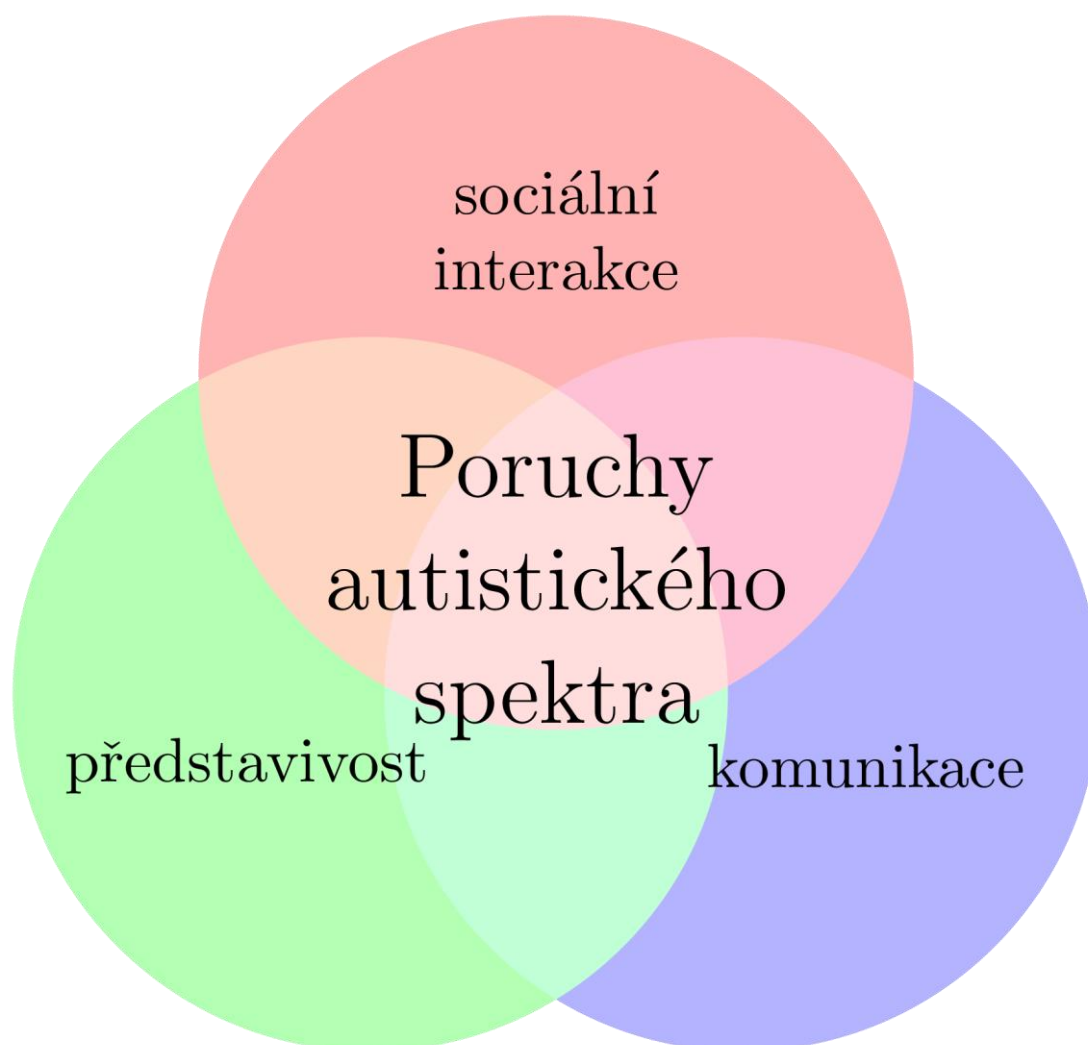 sociální
interakce
Poruchy
autistického
spektra
představivost
komunikace